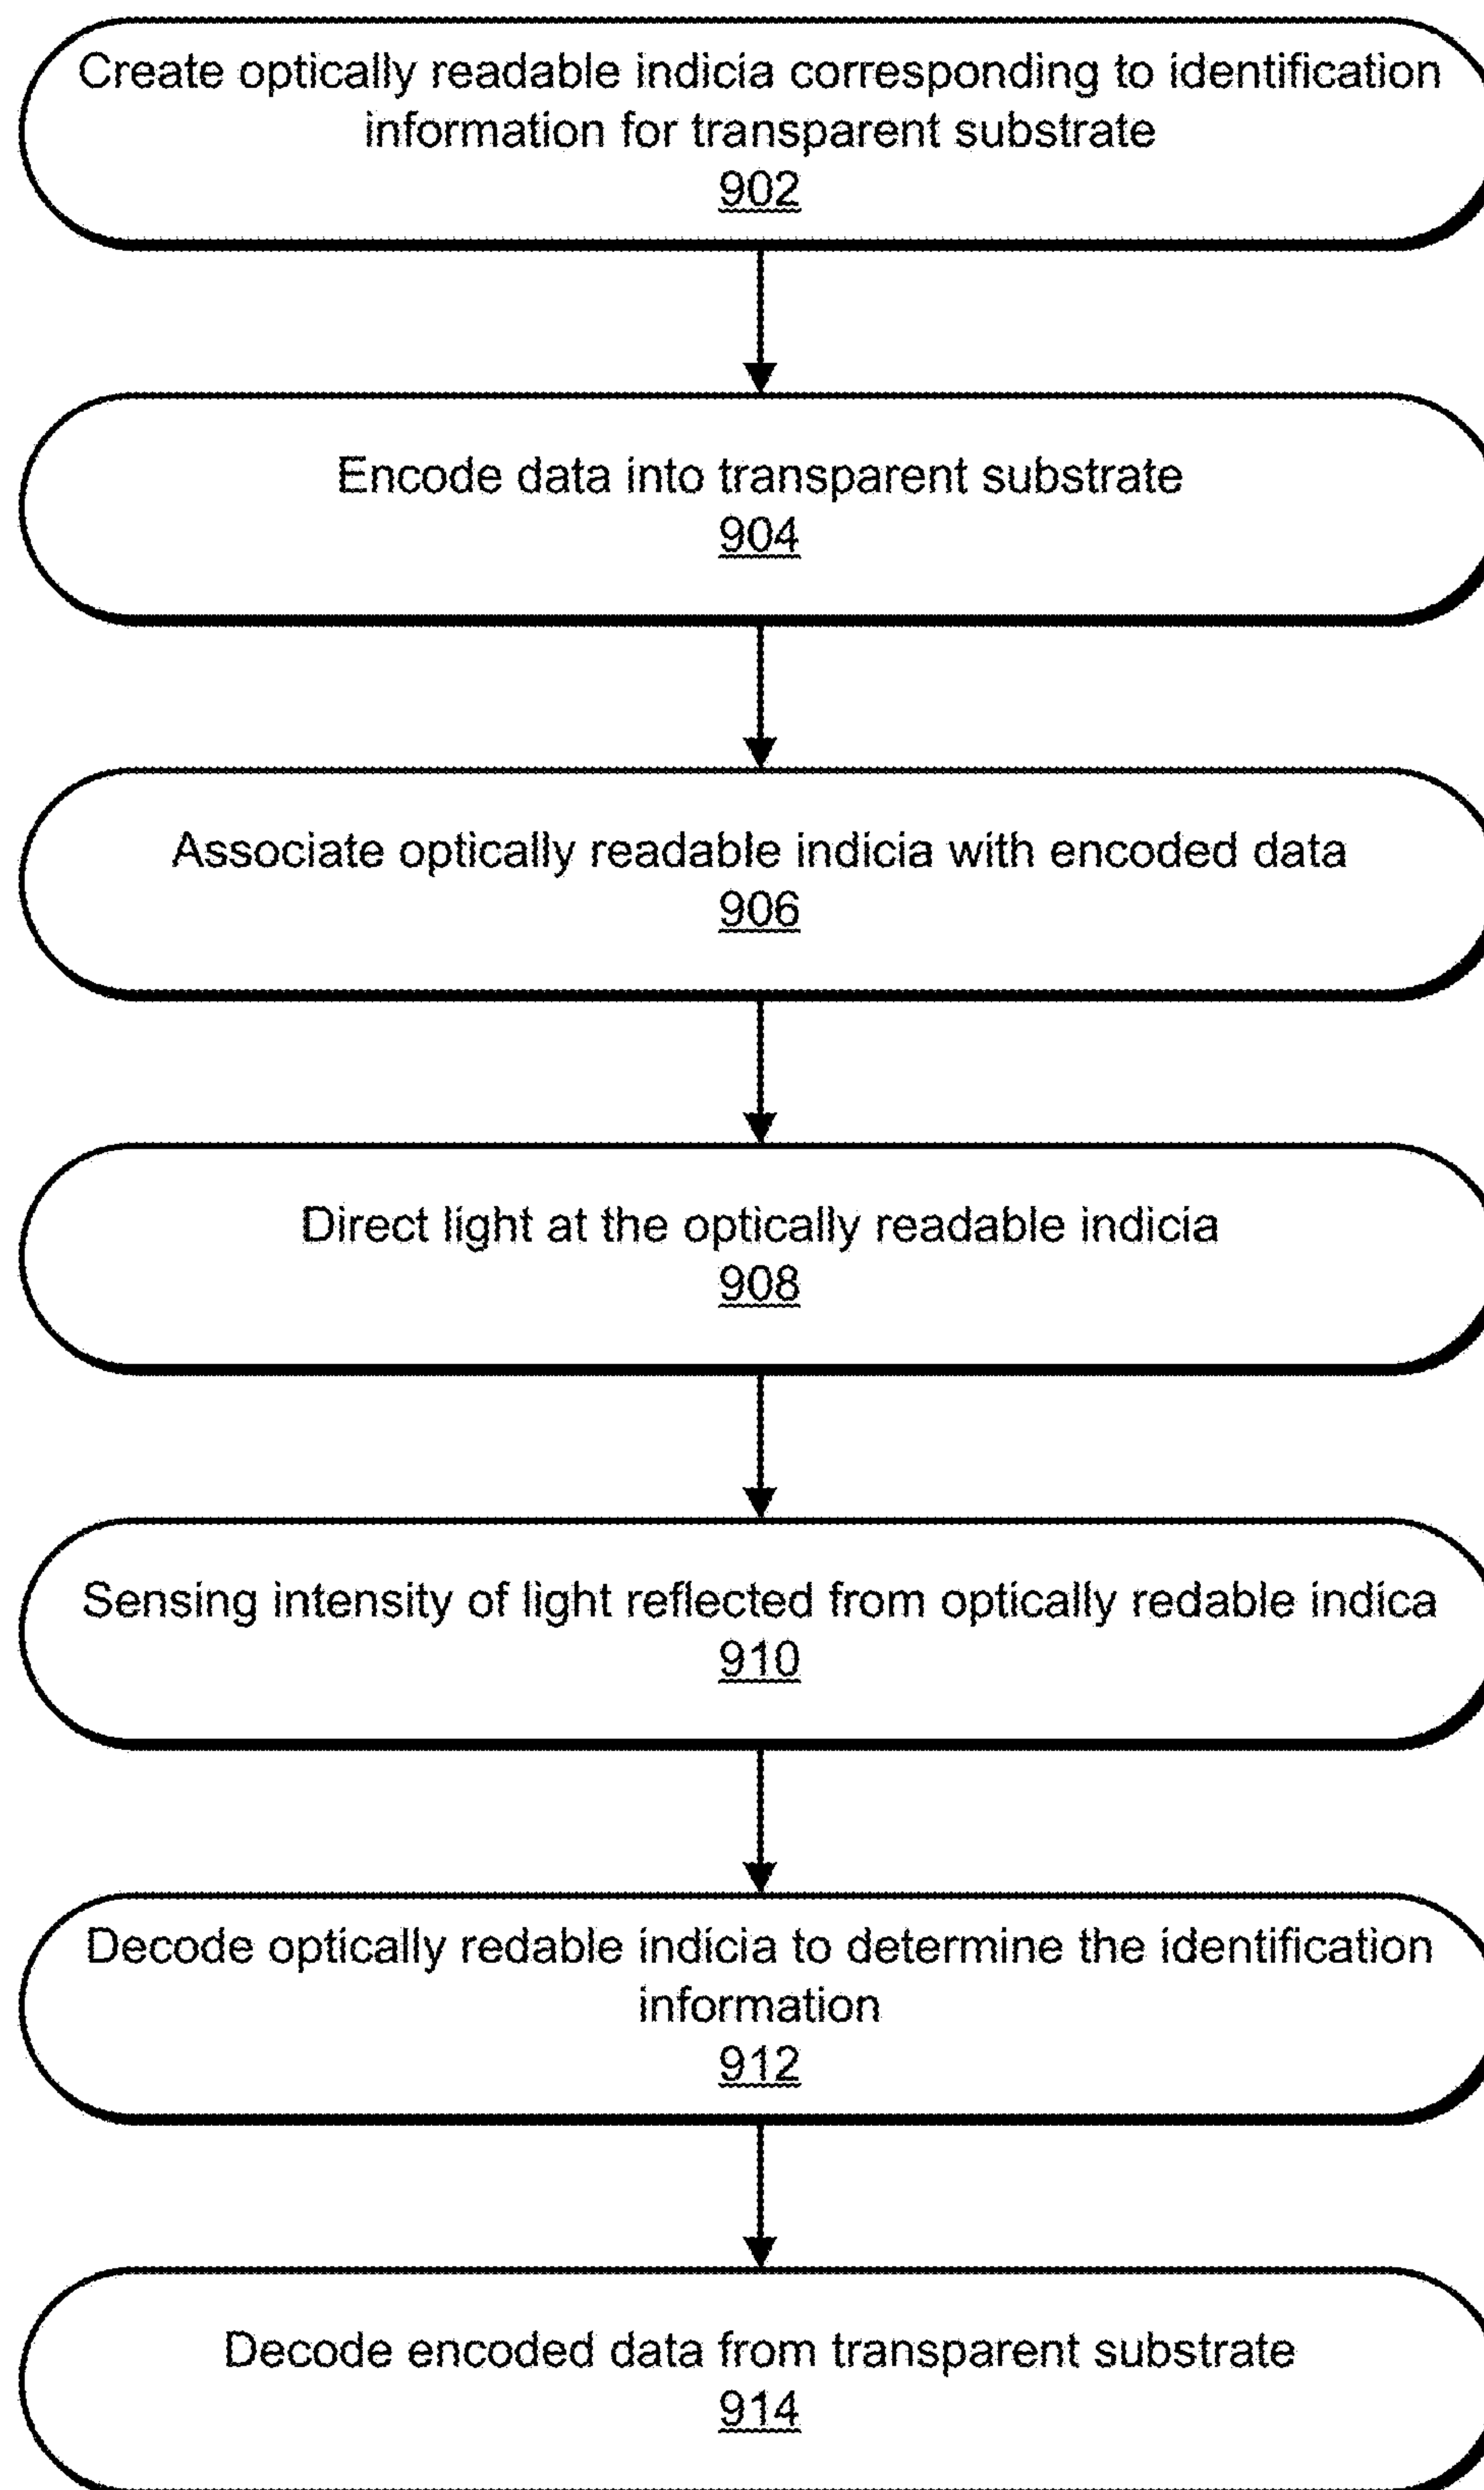 Create optically readable indicia corresponding to identification
information for transparent substrate
902
Encode data into transparent substrate
904
Associate optically readable indicia with encoded data
906
Direct light at the optically readable indicia
908
Sensing intensity of light reflected from optically redable indica
910
Decode optically redable indicia to determine the identification
information
912
Decode encoded data from transparent substrate
914